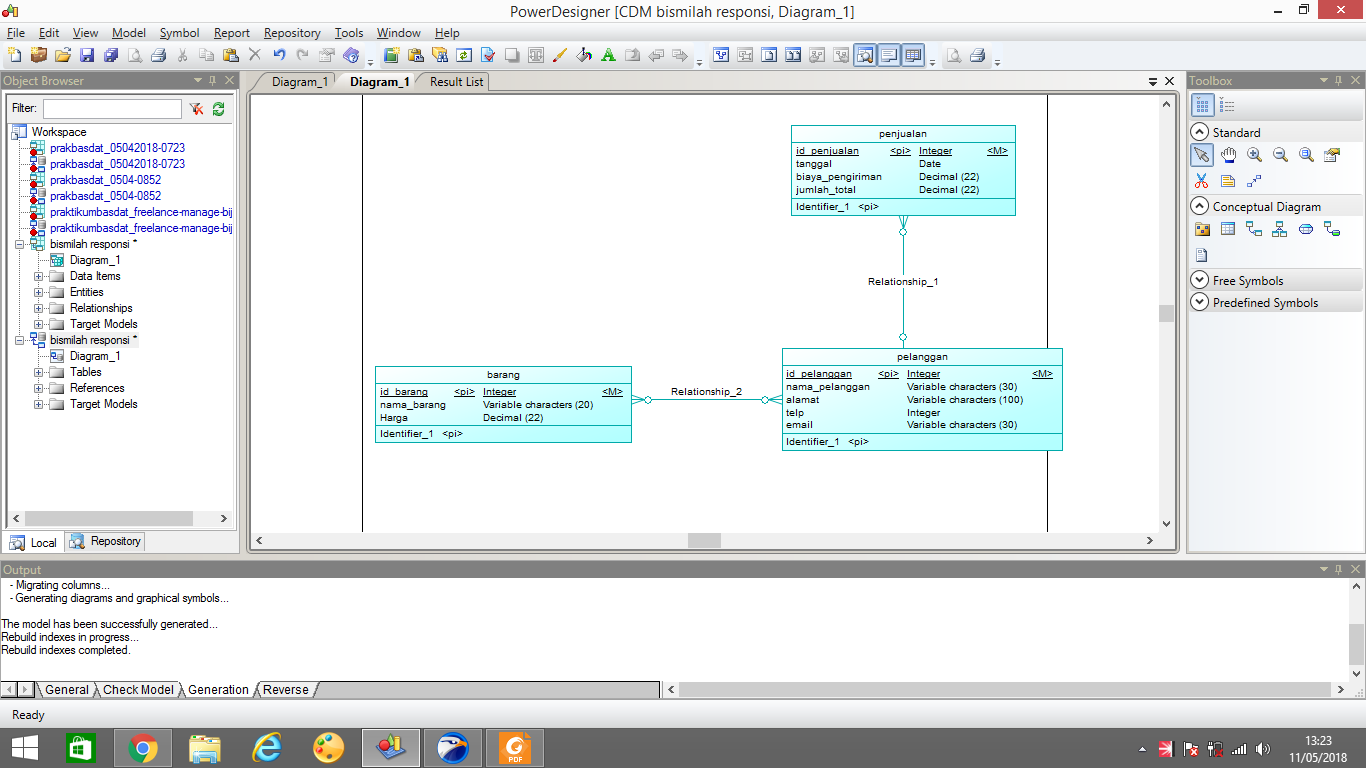 PowerDesigner [CDM bismilah responsi, Diagram_1]
File Edit View Model Symbol Report Repository Tools Window Help
Object Browser
Filter:
Workspace
prakbasdat_05042018-0723
prakbasdat_05042018-0723
prakbasdat_0504-0852
prakbasdat_0504-0852
praktikumbasdat_freelance-manage-bij
praktikumbasdat_freelance-manage-bij
bismilah responsi *
Diagram_1
Data Items
Entities
Relationships
Target Models
bismilah responsi *
Diagram_1
Tables
References
Target Models
Local Repository
Diagram_1 Diagram_1 Result List
penjualan
id_penjualan <pi> Integer <M>
tanggal Date
biaya_pengiriman Decimal (22)
jumlah_total Decimal (22)
Identifier_1 <pi>
Relationship_1
barang
id_barang <pi> Integer <M>
nama_barang Variable characters (20)
Harga Decimal (22)
Identifier_1 <pi>
Relationship_2
pelanggan
id_pelanggan <pi> Integer <M>
nama_pelanggan Variable characters (30)
alamat Variable characters (100)
telp Integer
email Variable characters (30)
Identifier_1 <pi>
Toolbox
Standard
Conceptual Diagram
Free Symbols
Predefined Symbols
Output
- Migrating columns...
- Generating diagrams and graphical symbols...
The model has been successfully generated...
Rebuild indexes in progress...
Rebuild indexes completed.
General Check Model Generation Reverse
Ready
PDF
13:23
11/05/2018